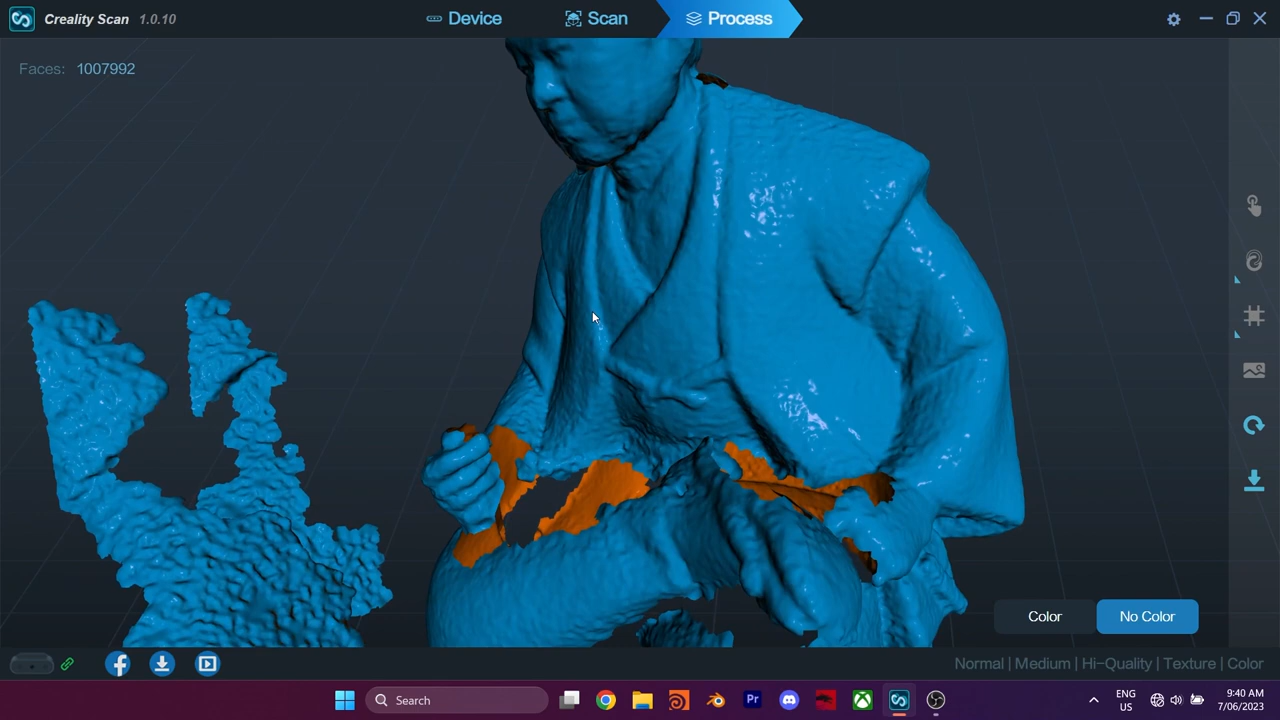 Creality Scan 1.0.10
Device
Scan
Process
Faces: 1007992
Color
No Color
Normal | Medium | Hi-Quality | Texture | Color
Search
Pr
ENG
US
9:40 AM
7/06/2023